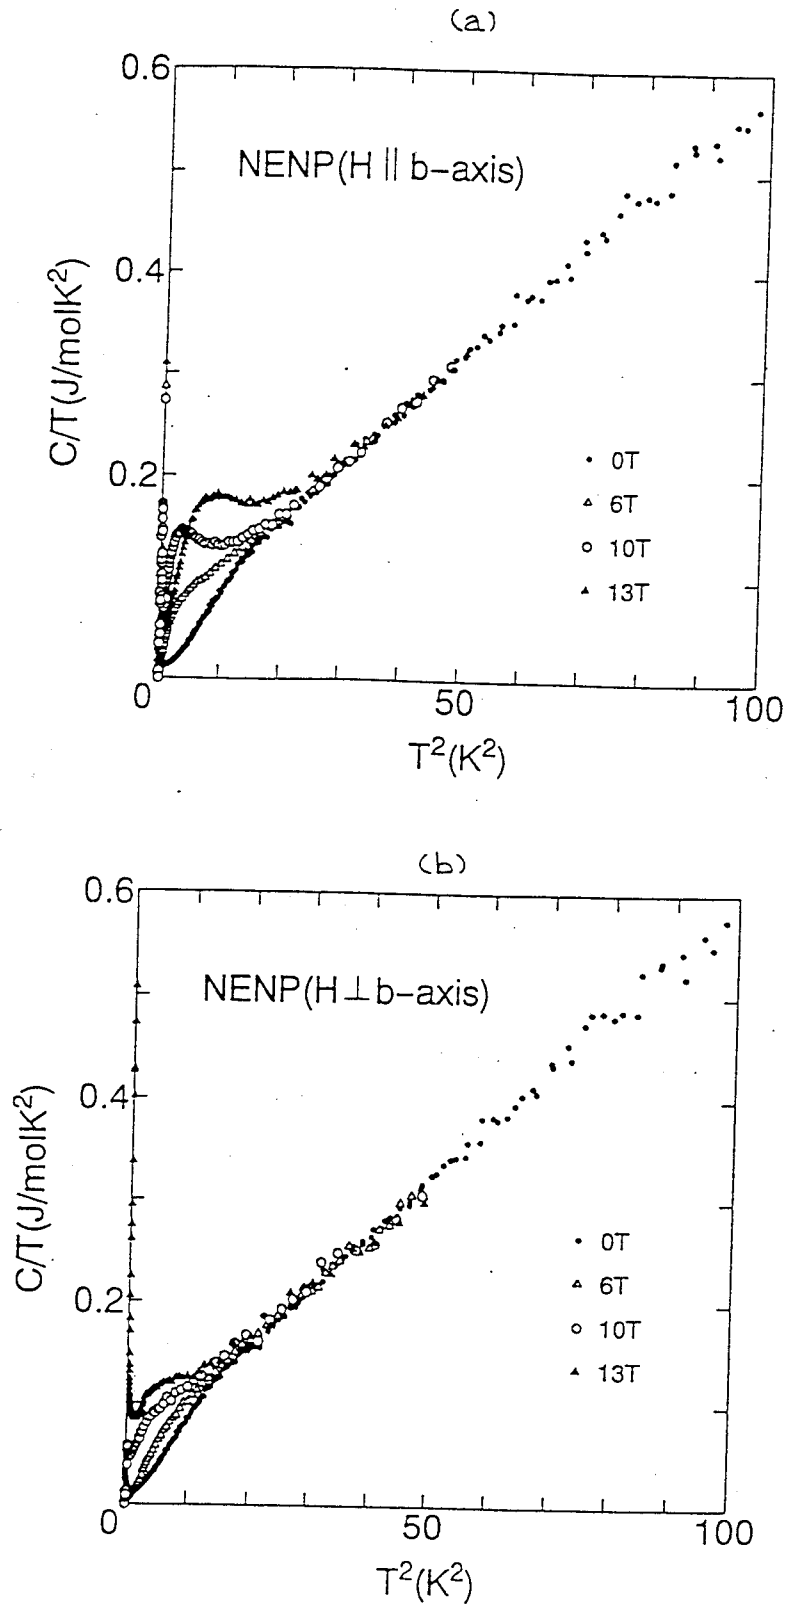 (a)
0.6
NENP(H || b-axis)
0.4
C/T(J/molK²)
0.2
0T
6T
10T
13T
0
50
100
T²(K²)
(b)
0.6
NENP(H⊥b-axis)
0.4
C/T(J/molK²)
0.2
0T
6T
10T
13T
0
50
100
T²(K²)